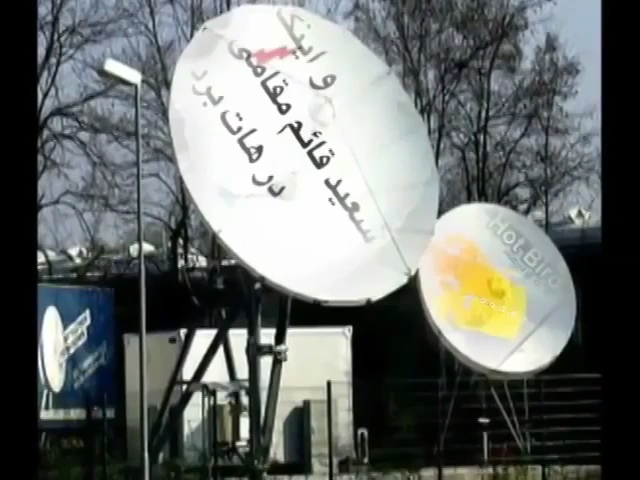 و اینک
سعید قائم مقامی
در هات برد
Hot Bird